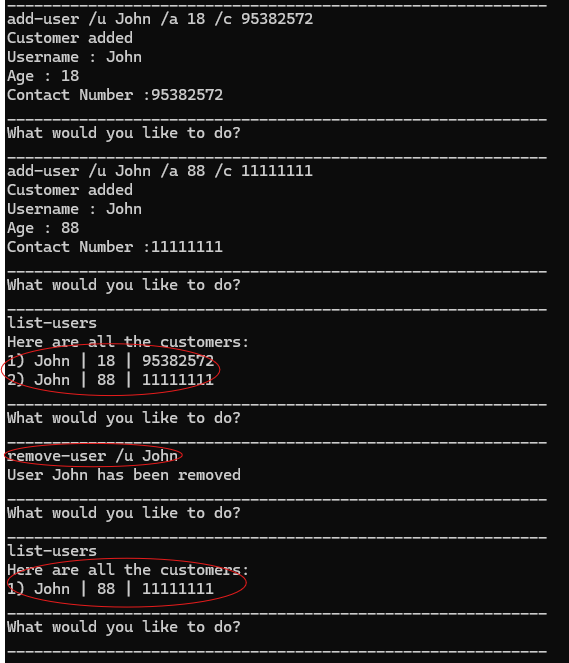 add-user /u John /a 18 /c 95382572
Customer added
Username : John
Age : 18
Contact Number :95382572
What would you like to do?
add-user /u John /a 88 /c 11111111
Customer added
Username : John
Age : 88
Contact Number :11111111
What would you like to do?
list-users
Here are all the customers:
1) John | 18 | 95382572
2) John | 88 | 11111111
What would you like to do?
remove-user /u John
User John has been removed
What would you like to do?
list-users
Here are all the customers:
1) John | 88 | 11111111
What would you like to do?